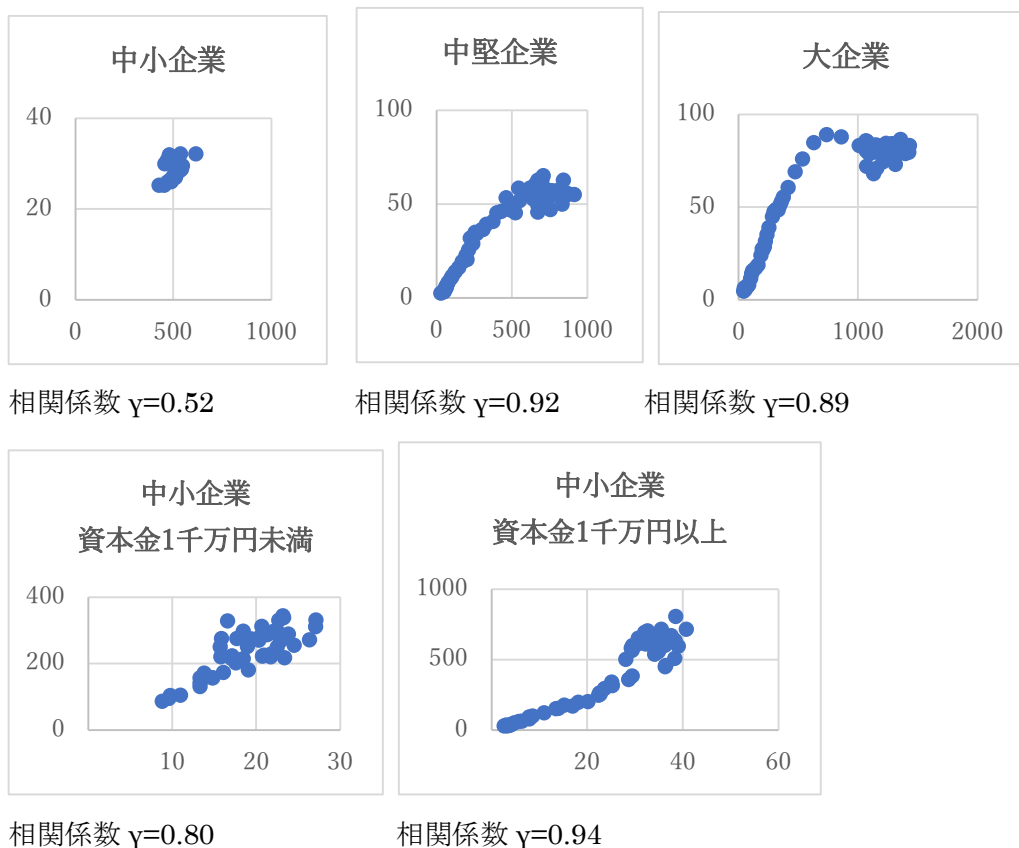 中小企業
40
20
0
0 500 1000
中堅企業
100
50
0
0 500 1000
大企業
100
50
0
0 1000 2000
相関係数 γ=0.52
相関係数 γ=0.92
相関係数 γ=0.89
中小企業
資本金1千万円未満
400
200
0
10 20 30
中小企業
資本金1千万円以上
1000
500
0
20 40 60
相関係数 γ=0.80
相関係数 γ=0.94